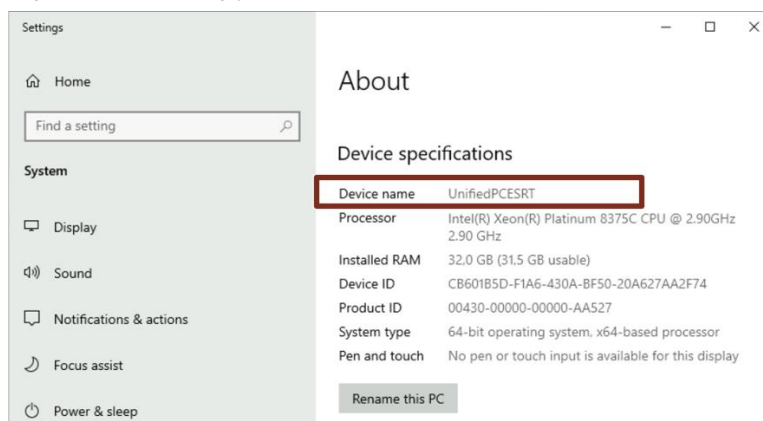 Settings
Home
Find a setting
System
Display
Sound
Notifications & actions
Focus assist
Power & sleep
About
Device specifications
Device name UnifiedPCESRT
Processor Intel(R) Xeon(R) Platinum 8375C CPU @ 2.90GHz
2.90 GHz
Installed RAM 32,0 GB (31,5 GB usable)
Device ID CB601B5D-F1A6-430A-BF50-20A627AA2F74
Product ID 00430-00000-00000-AA527
System type 64-bit operating system, x64-based processor
Pen and touch No pen or touch input is available for this display
Rename this PC